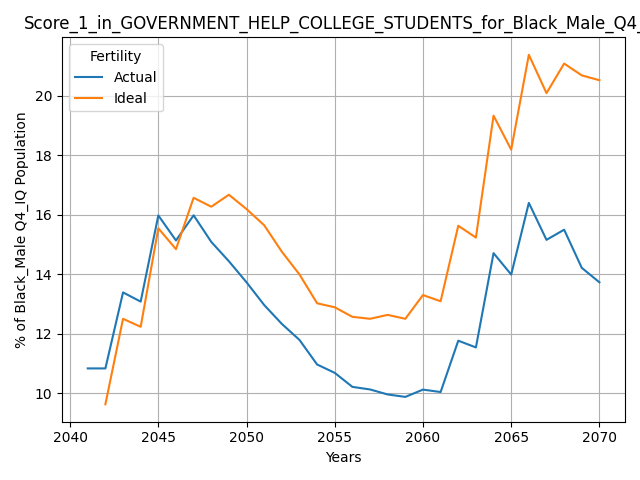 Score_1_in_GOVERNMENT_HELP_COLLEGE_STUDENTS_for_Black_Male_Q4_
Fertility
Actual
Ideal
% of Black_Male Q4_IQ Population
20
18
16
14
12
10
2040 2045 2050 2055 2060 2065 2070
Years